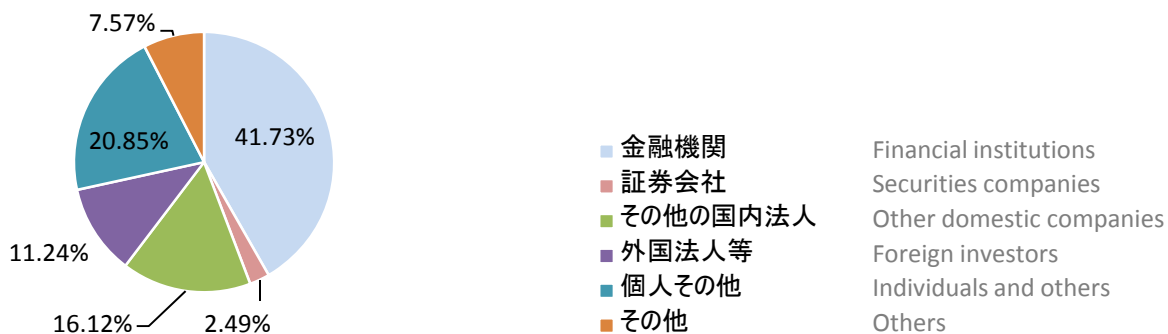 7.57%
20.85%
41.73%
11.24%
16.12%
2.49%
金融機関 Financial institutions
証券会社 Securities companies
その他の国内法人 Other domestic companies
外国法人等 Foreign investors
個人その他 Individuals and others
その他 Others